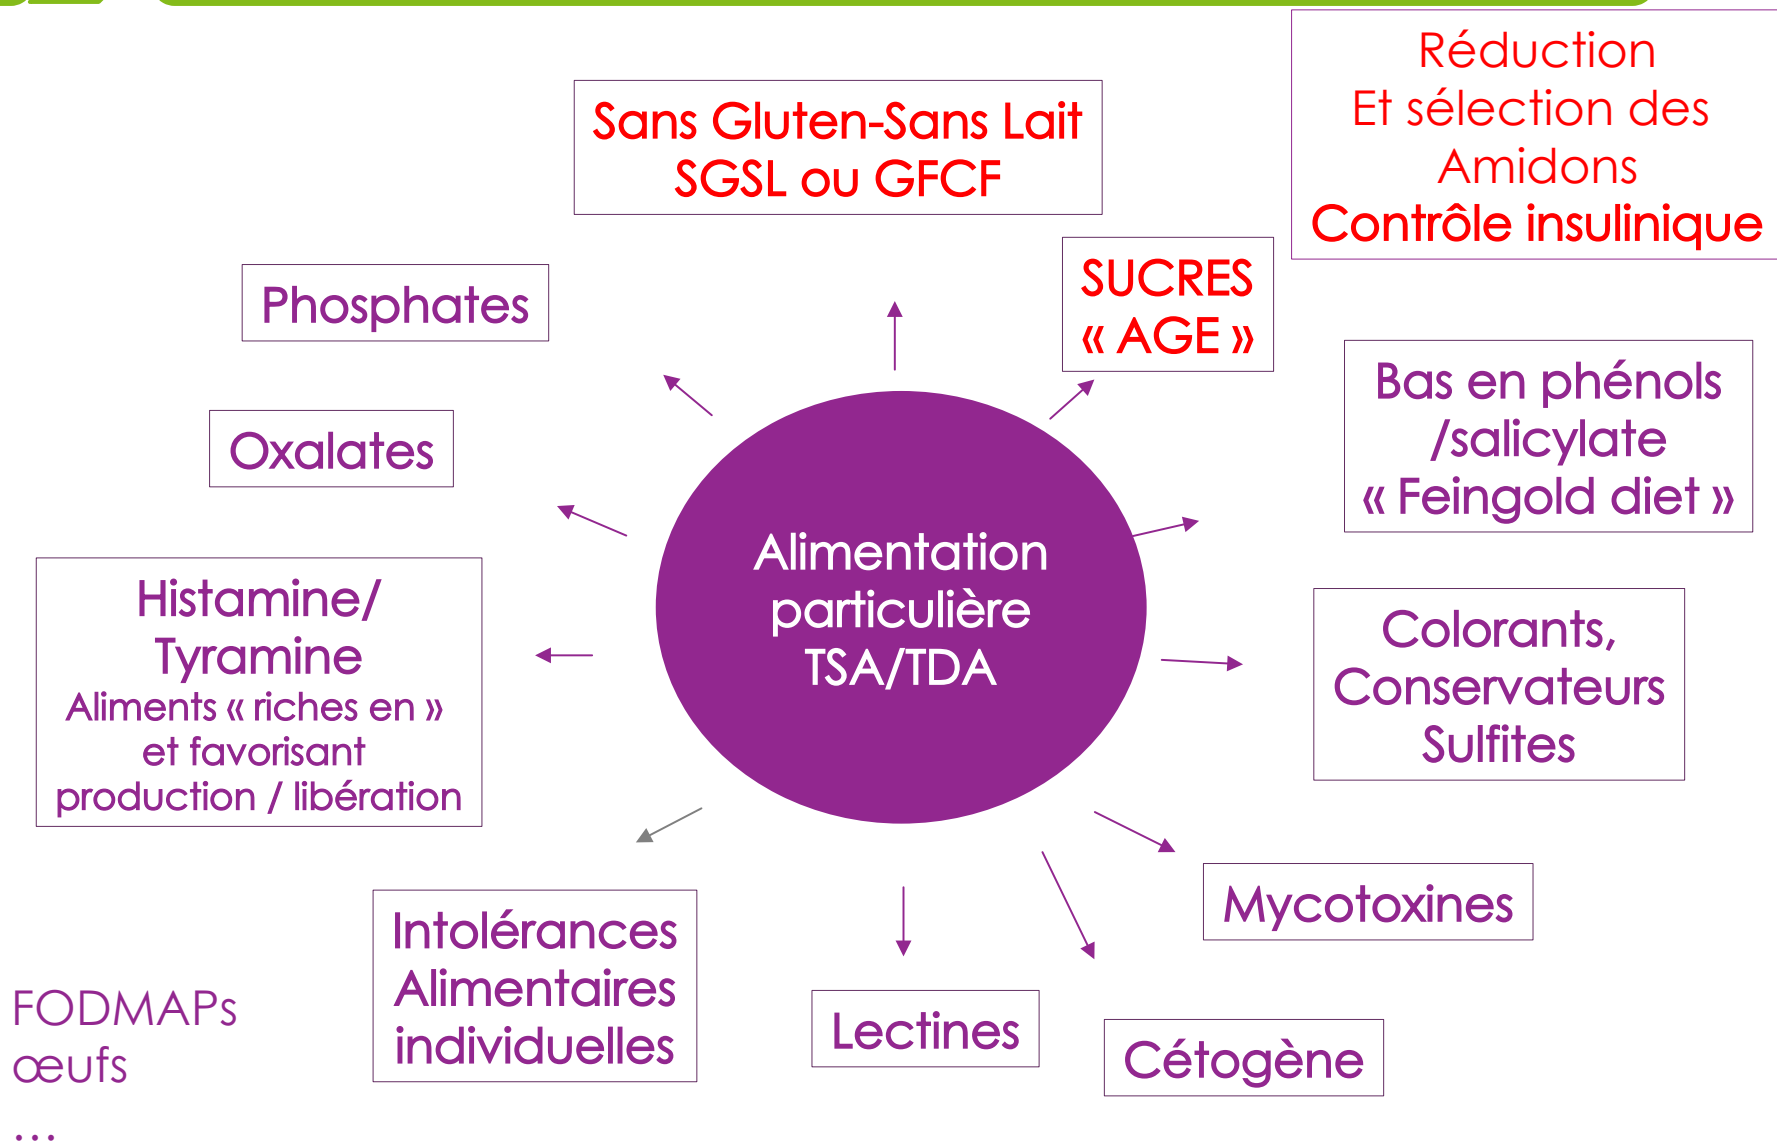 Réduction
Et sélection des
Amidons
Contrôle insulinique
Sans Gluten-Sans Lait
SGSL ou GFCF
SUCRES
« AGE »
Phosphates
Bas en phénols
/salicylate
« Feingold diet »
Oxalates
Alimentation
particulière
TSA/TDA
Histamine/
Tyramine
Aliments « riches en »
et favorisant
production / libération
Colorants,
Conservateurs
Sulfites
Mycotoxines
Intolérances
Alimentaires
individuelles
Lectines
Cétogène
FODMAPs
œufs
...